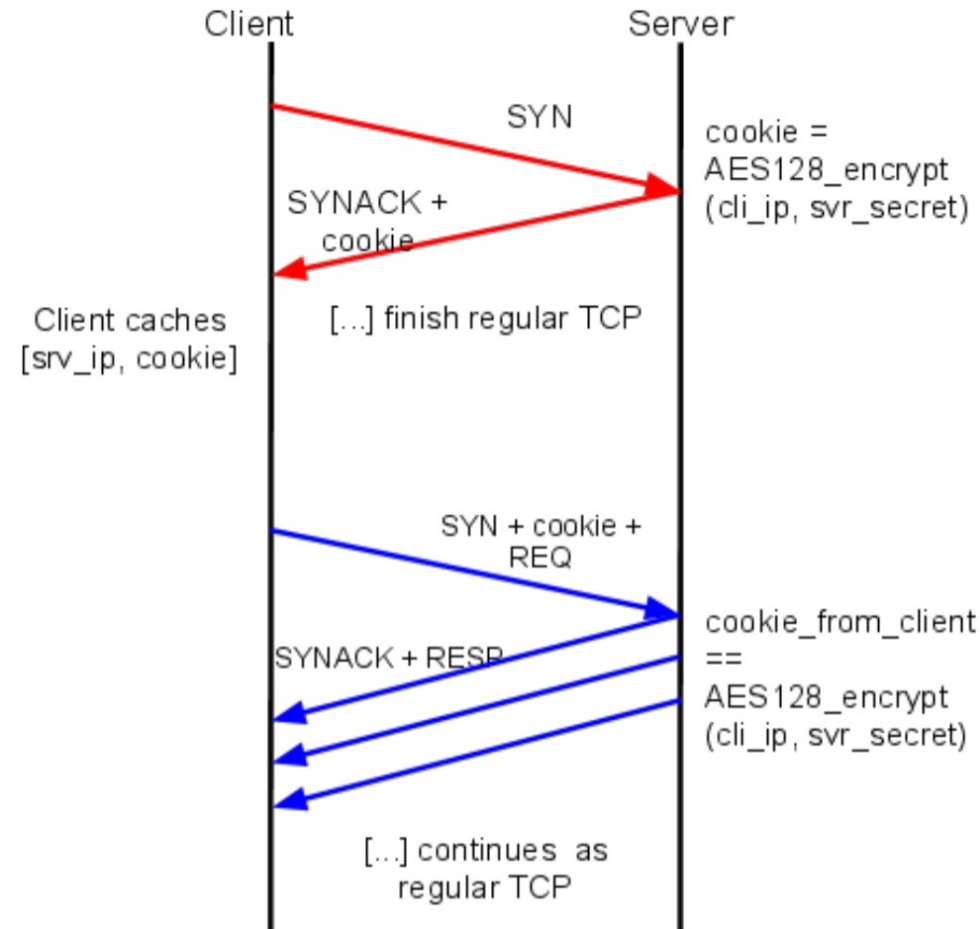 Client
Server
SYN
cookie =
AES128_encrypt
(cli_ip, svr_secret)
SYNACK +
cookie
[...] finish regular TCP
Client caches
[srv_ip, cookie]
SYN + cookie +
REQ
cookie_from_client
==
AES128_encrypt
(cli_ip, svr_secret)
SYNACK + RESP
[...] continues as
regular TCP